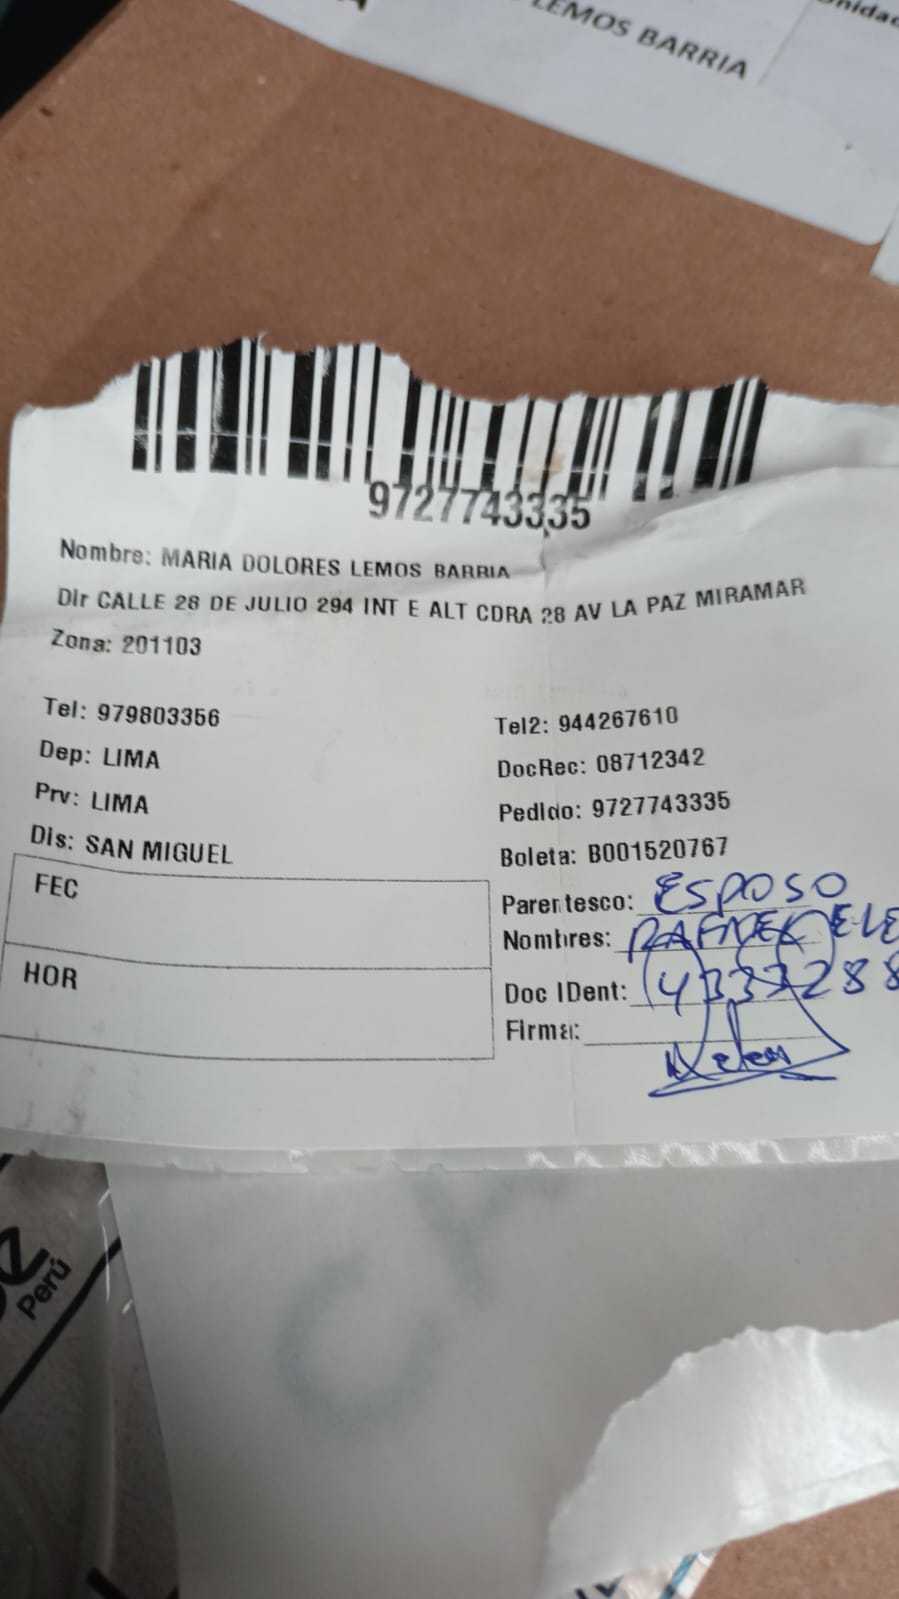 LEMOS BARRIA
9727743335
Nombre: MARIA DOLORES LEMOS BARRIA
Dir CALLE 28 DE JULIO 294 INT E ALT CDRA 28 AV LA PAZ MIRAMAR
Zona: 201103
Tel: 979803356 Tel2: 944267610
Dep: LIMA DocRec: 08712342
Prv: LIMA Pedido: 9727743335
Dis: SAN MIGUEL Boleta: B001520767
FEC Parentesco: ESPOSO
Nombres: RAFAEL
HOR Doc IDent:
Firma:
Perú